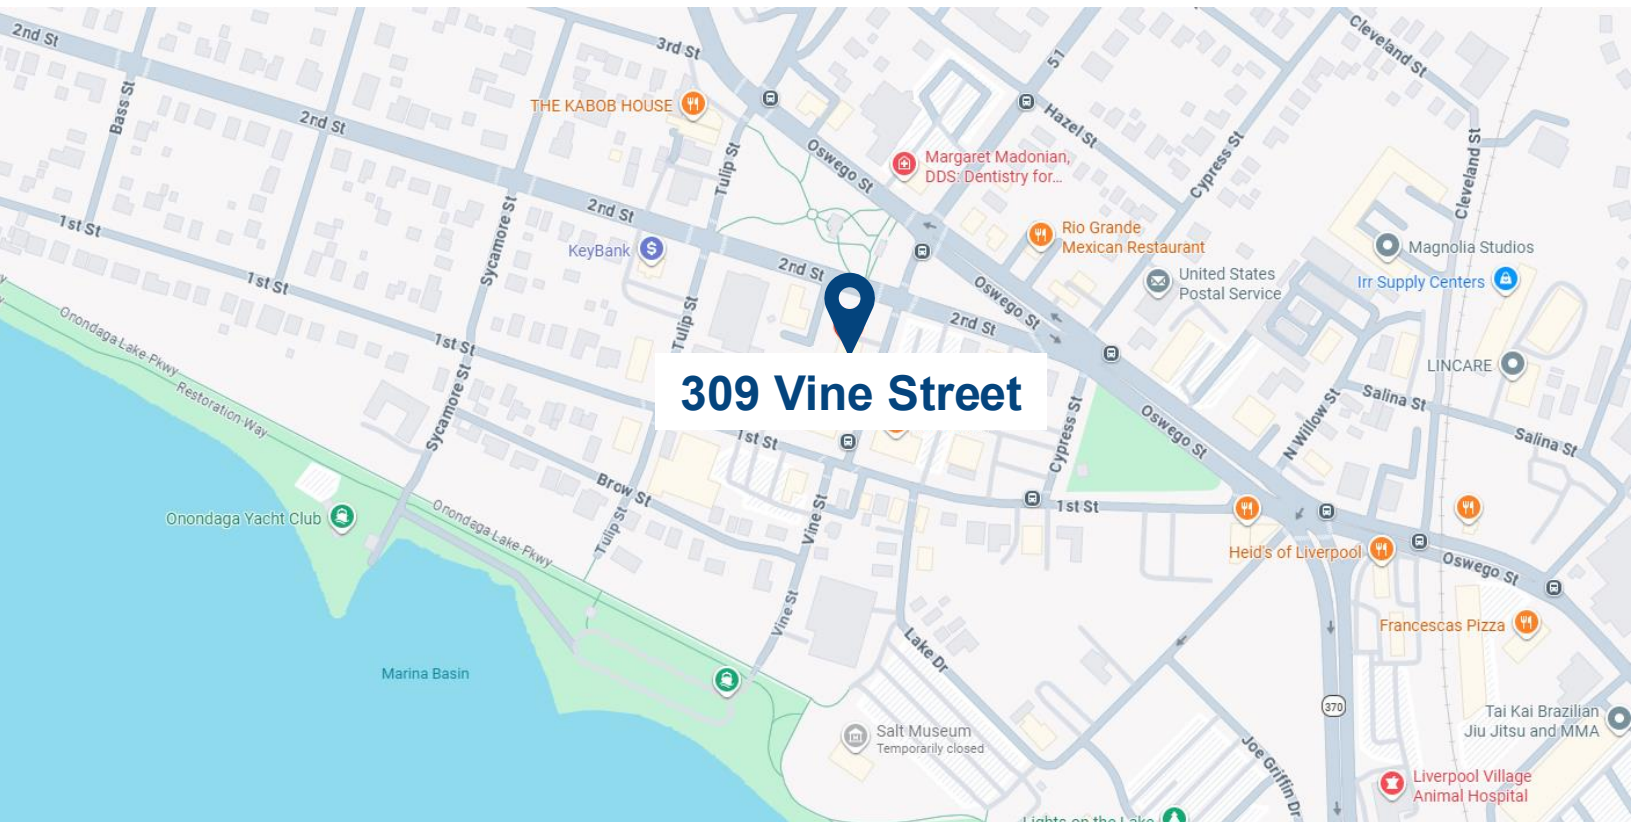 2nd St
Bass St
2nd St
3rd St
THE KABOB HOUSE
Tulip St
Oswego St
51
Hazel St
Cleveland St
Cypress St
Cleveland St
Margaret Madonian,
DDS: Dentistry for...
1st St
1st St
Sycamore St
2nd St
KeyBank
2nd St
Rio Grande
Mexican Restaurant
United States
Postal Service
Magnolia Studios
Irr Supply Centers
Oswego St
2nd St
Tulip St
Onondaga Lake Pkwy
Restoration Way
1st St
309 Vine Street
LINCARE
Salina St
Salina St
N Willow St
Oswego St
Cypress St
Sycamore St
1st St
Brow St
Onondaga Lake Pkwy
Tulip St
Vine St
1st St
Onondaga Yacht Club
Heid's of Liverpool
Oswego St
Vine St
Lake Dr
Francescas Pizza
Marina Basin
370
Salt Museum
Temporarily closed
Tai Kai Brazilian
Jiu Jitsu and MMA
Joe Griffin Dr
Liverpool Village
Animal Hospital
Lights on the Lake